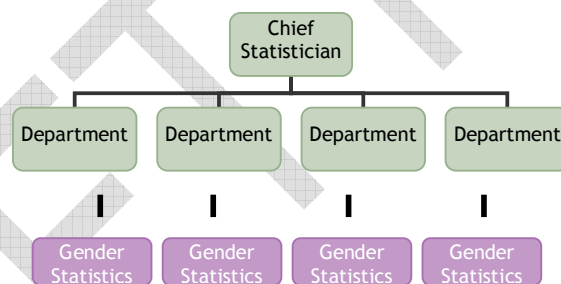 Chief
Statistician
Department Department Department Department
Gender Gender Gender Gender
Statistics Statistics Statistics Statistics